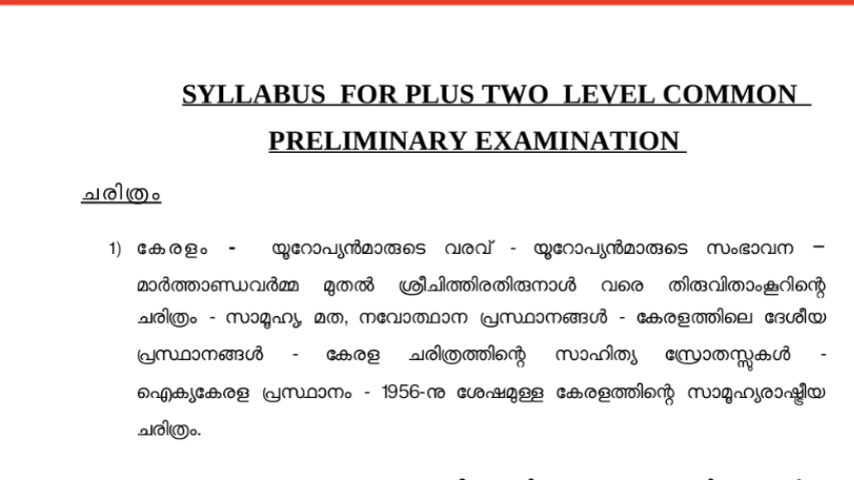 SYLLABUS FOR PLUS TWO LEVEL COMMON
PRELIMINARY EXAMINATION
ചരിത്രം
1) കേരളം - യൂറോപ്യൻമാരുടെ വരവ് - യൂറോപ്യൻമാരുടെ സംഭാവന –
മാർത്താണ്ഡവർമ്മ മുതൽ ശ്രീചിത്തിരതിരുനാൾ വരെ തിരുവിതാംകൂറിന്റെ
ചരിത്രം - സാമൂഹ്യ, മത, നവോത്ഥാന പ്രസ്ഥാനങ്ങൾ - കേരളത്തിലെ ദേശീയ
പ്രസ്ഥാനങ്ങൾ - കേരള ചരിത്രത്തിന്റെ സാഹിത്യ സ്രോതസ്സുകൾ -
ഐക്യകേരള പ്രസ്ഥാനം - 1956-നു ശേഷമുള്ള കേരളത്തിന്റെ സാമൂഹ്യരാഷ്ട്രീയ
ചരിത്രം.